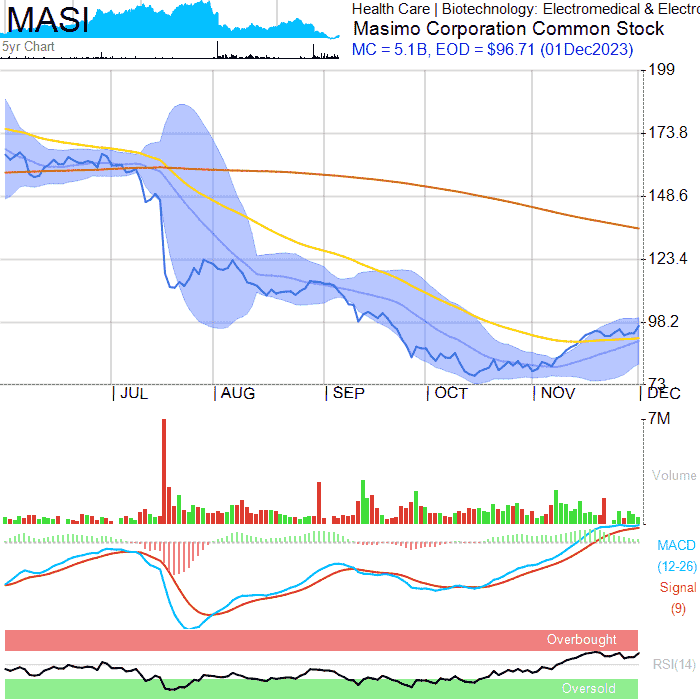 MASI
5yr Chart
Health Care | Biotechnology: Electromedical & Electro
Masimo Corporation Common Stock
MC = 5.1B, EOD = $96.71 (01Dec2023)
199
173.8
148.6
123.4
98.2
73
JUL AUG SEP OCT NOV DEC
7M
Volume
MACD
(12-26)
Signal
(9)
Overbought
RSI(14)
Oversold